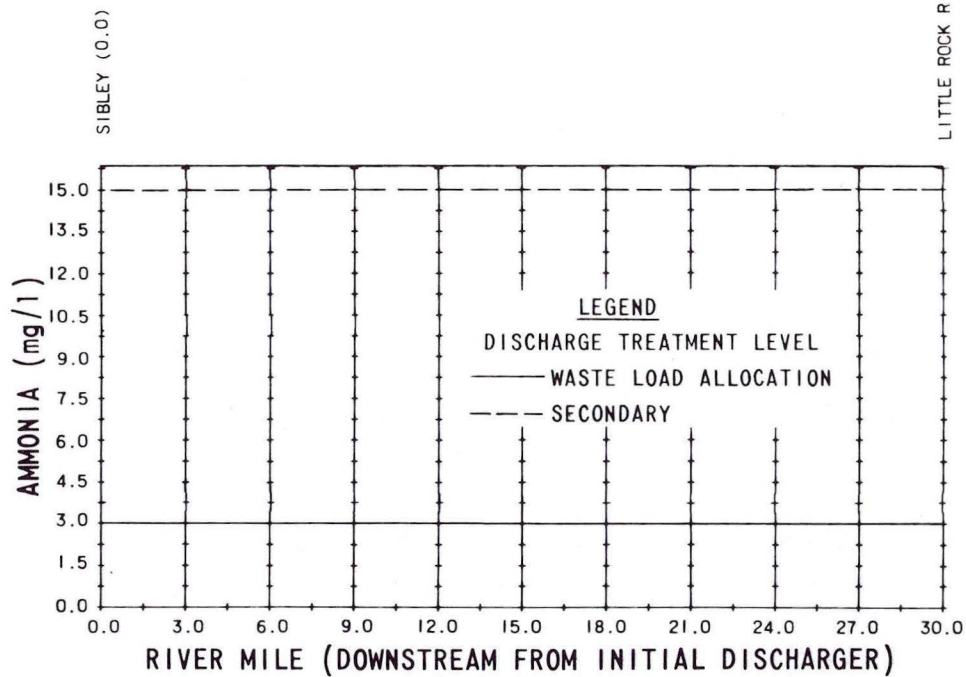 SIBLEY (0.0)
LITTLE ROCK R
15.0
13.5
12.0
10.5
9.0
7.5
6.0
4.5
3.0
1.5
0.0
AMMONIA (mg/l)
LEGEND
DISCHARGE TREATMENT LEVEL
WASTE LOAD ALLOCATION
SECONDARY
0.0 3.0 6.0 9.0 12.0 15.0 18.0 21.0 24.0 27.0 30.0
RIVER MILE (DOWNSTREAM FROM INITIAL DISCHARGER)